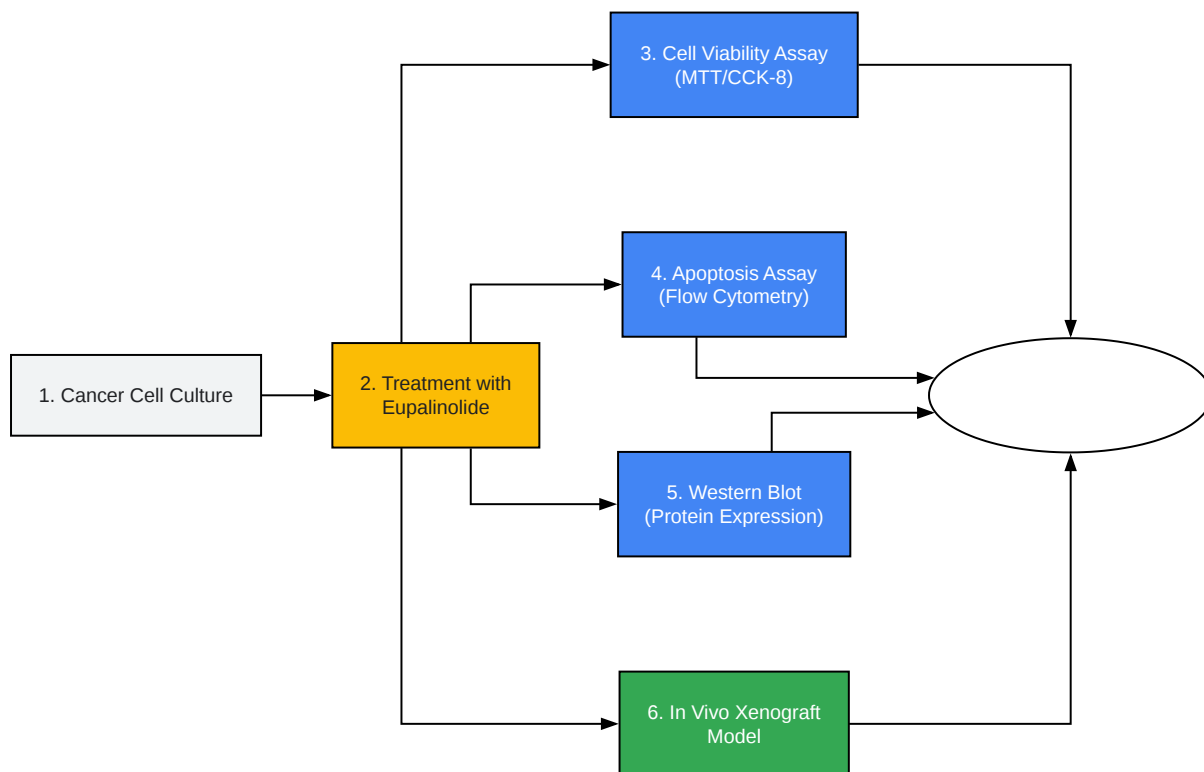 3. Cell Viability Assay
(MTT/CCK-8)
4. Apoptosis Assay
(Flow Cytometry)
1. Cancer Cell Culture
2. Treatment with
Eupalinolide
5. Western Blot
(Protein Expression)
6. In Vivo Xenograft
Model